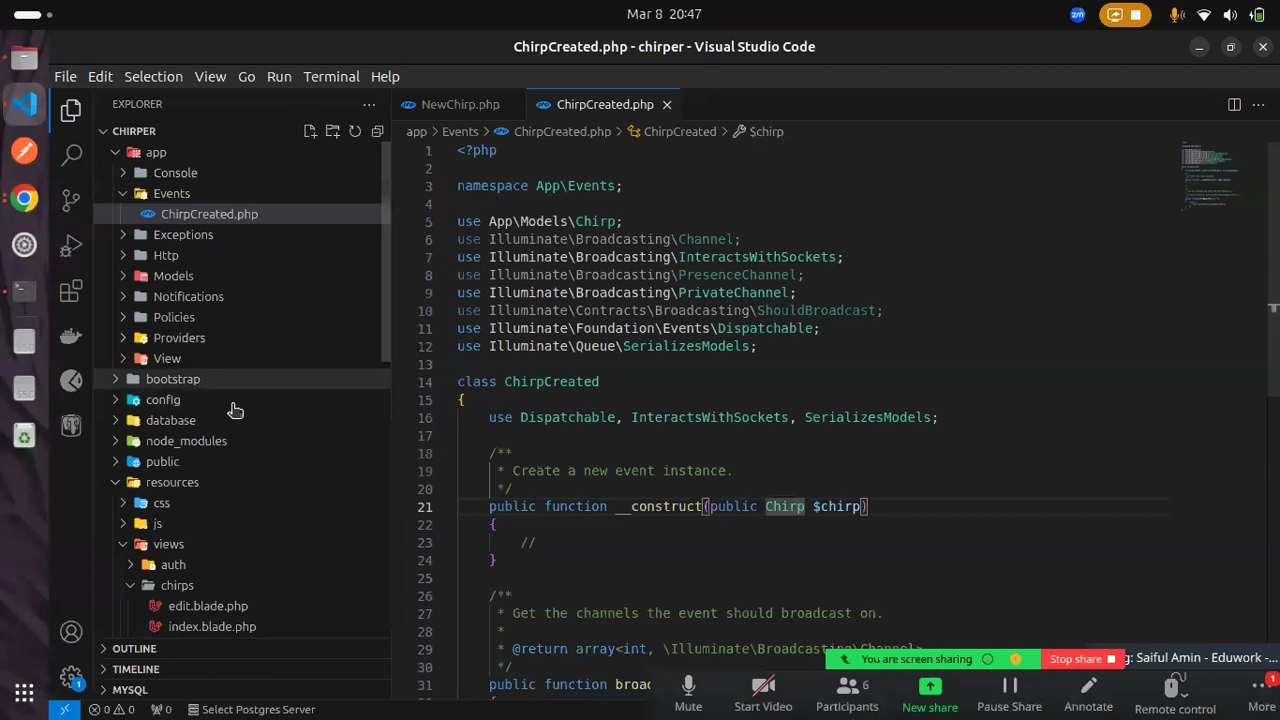 Mar 8 20:47
zm
ChirpCreated.php - chirper - Visual Studio Code
File Edit Selection View Go Run Terminal Help
EXPLORER
NewChirp.php
ChirpCreated.php
CHIRPER
app > Events > ChirpCreated.php > ChirpCreated > $chirp
app
Console
Events
ChirpCreated.php
Exceptions
Http
Models
Notifications
Policies
Providers
View
bootstrap
config
database
node_modules
public
resources
css
js
views
auth
chirps
edit.blade.php
index.blade.php
OUTLINE
TIMELINE
MYSQL
1 <?php
2
3 namespace App\Events;
4
5 use App\Models\Chirp;
6 use Illuminate\Broadcasting\Channel;
7 use Illuminate\Broadcasting\InteractsWithSockets;
8 use Illuminate\Broadcasting\PresenceChannel;
9 use Illuminate\Broadcasting\PrivateChannel;
10 use Illuminate\Contracts\Broadcasting\ShouldBroadcast;
11 use Illuminate\Foundation\Events\Dispatchable;
12 use Illuminate\Queue\SerializesModels;
13
14 class ChirpCreated
15 {
16 use Dispatchable, InteractsWithSockets, SerializesModels;
17
18 /**
19 * Create a new event instance.
20 */
21 public function __construct(public Chirp $chirp)
22 {
23 //
24 }
25
26 /**
27 * Get the channels the event should broadcast on.
28 *
29 * @return array<int, \Illuminate\Broadcasting\Channel>
30 */
31 public function broad
You are screen sharing
Stop share
g: Saiful Amin - Eduwork -...
Mute
Start Video
6
Participants
New share
Pause Share
Annotate
Remote control
1
More
1
0 0 0 Select Postgres Server